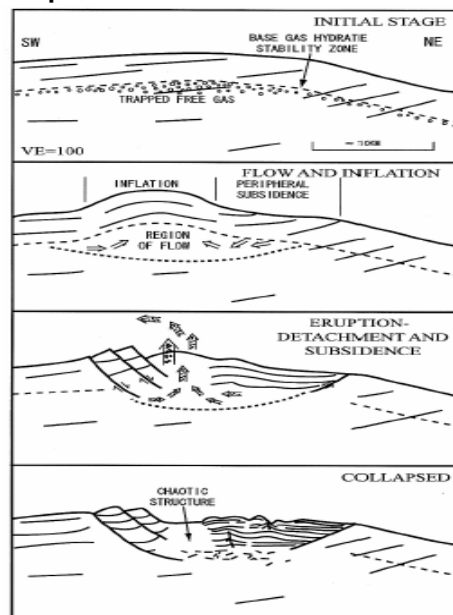 INITIAL STAGE
SW
BASE GAS HYDRATIE
STABILITY ZONE
NE
TRAPPED FREE GAS
VE=100
FLOW AND INFLATION
INFLATION
PERIPHERAL
SUBSIDENCE
REGION
OF FLOW
ERUPTION-
DETACHMENT AND
SUBSIDENCE
COLLAPSED
CHAOTIC
STRUCTURE